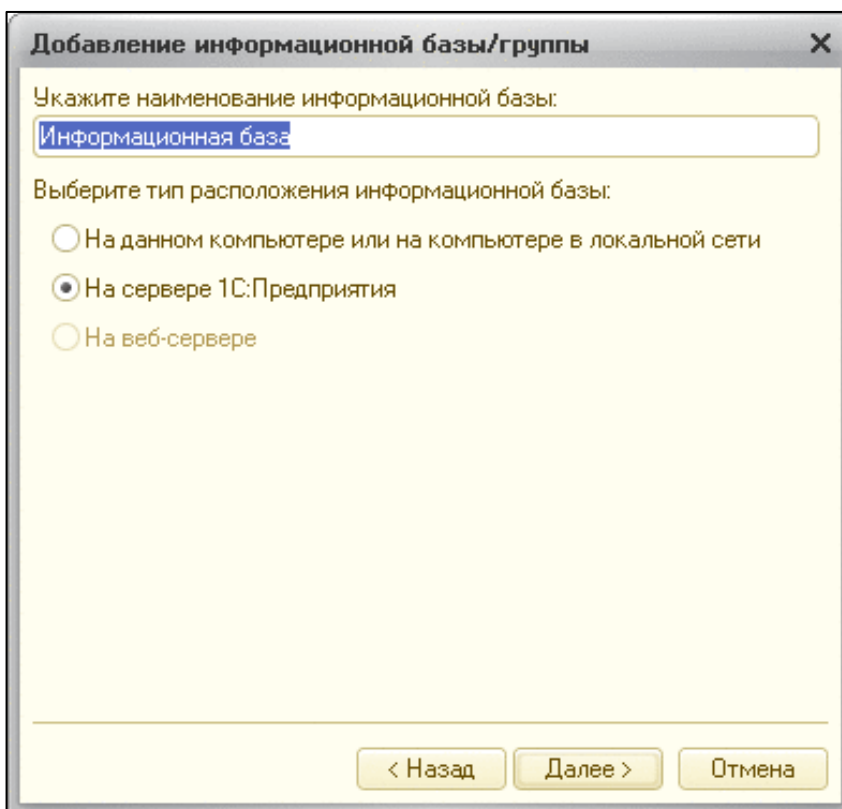 Добавление информационной базы/группы
Укажите наименование информационной базы:
Информационная база
Выберите тип расположения информационной базы:
На данном компьютере или на компьютере в локальной сети
На сервере 1С:Предприятия
На веб-сервере
< Назад Далее > Отмена